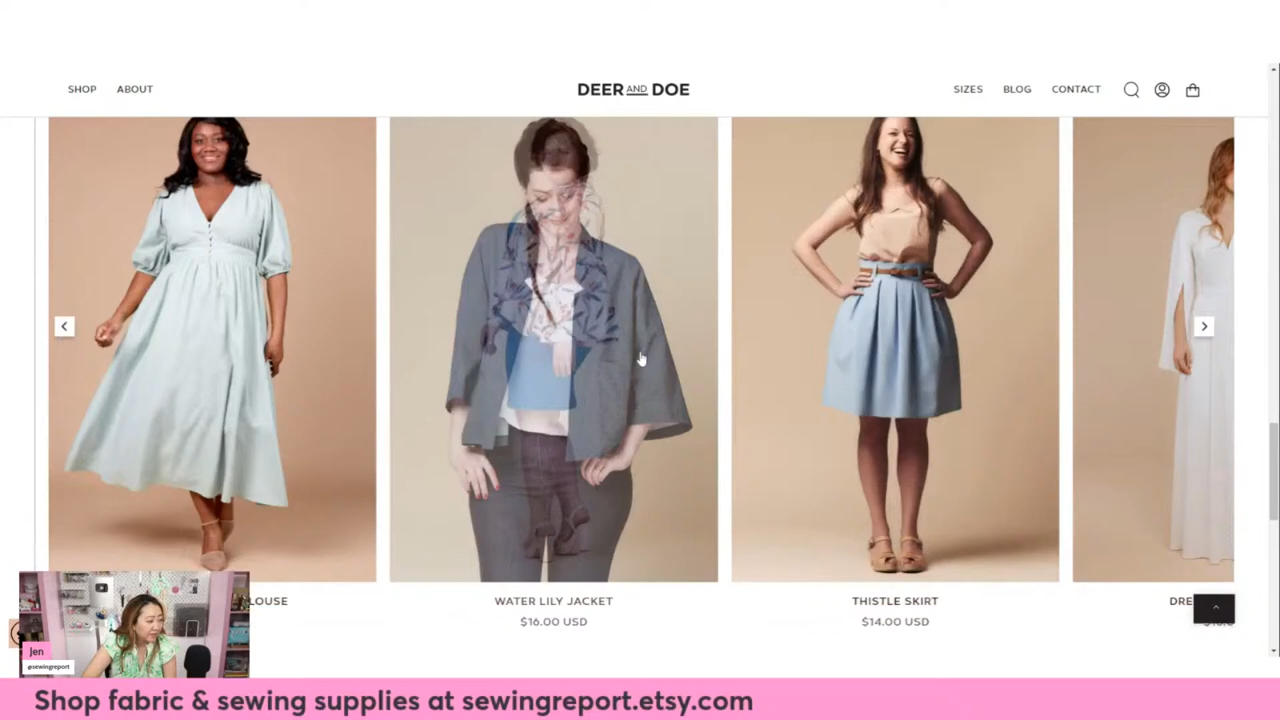 SHOP ABOUT DEER AND DOE SIZES BLOG CONTACT
LOUSE
WATER LILY JACKET
$16.00 USD
THISTLE SKIRT
$14.00 USD
DRE
Jen
@sewingreport
Shop fabric & sewing supplies at sewingreport.etsy.com